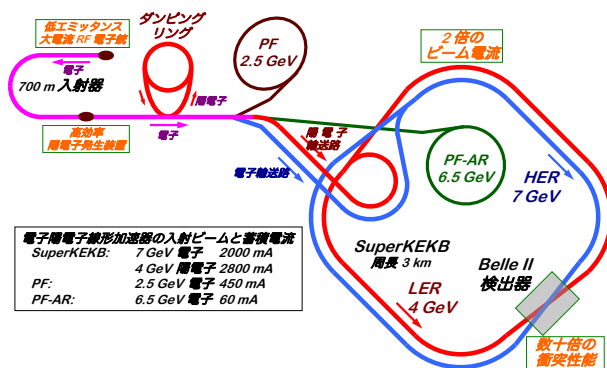 低エミッタンス
大電流 RF 電子銃
電子
700 m 入射器
高効率
陽電子発生装置
ダンピング
リング
陽電子
電子
PF
2.5 GeV
陽 電 子
輸送路
電子輸送路
PF-AR
6.5 GeV
2 倍の
ビーム電流
HER
7 GeV
SuperKEKB
周長 3 km
LER
4 GeV
Belle II
検出器
数十倍の
衝突性能
電子陽電子線形加速器の入射ビームと蓄積電流
SuperKEKB: 7 GeV 電子 2000 mA
4 GeV 陽電子 2800 mA
PF: 2.5 GeV 電子 450 mA
PF-AR: 6.5 GeV 電子 60 mA